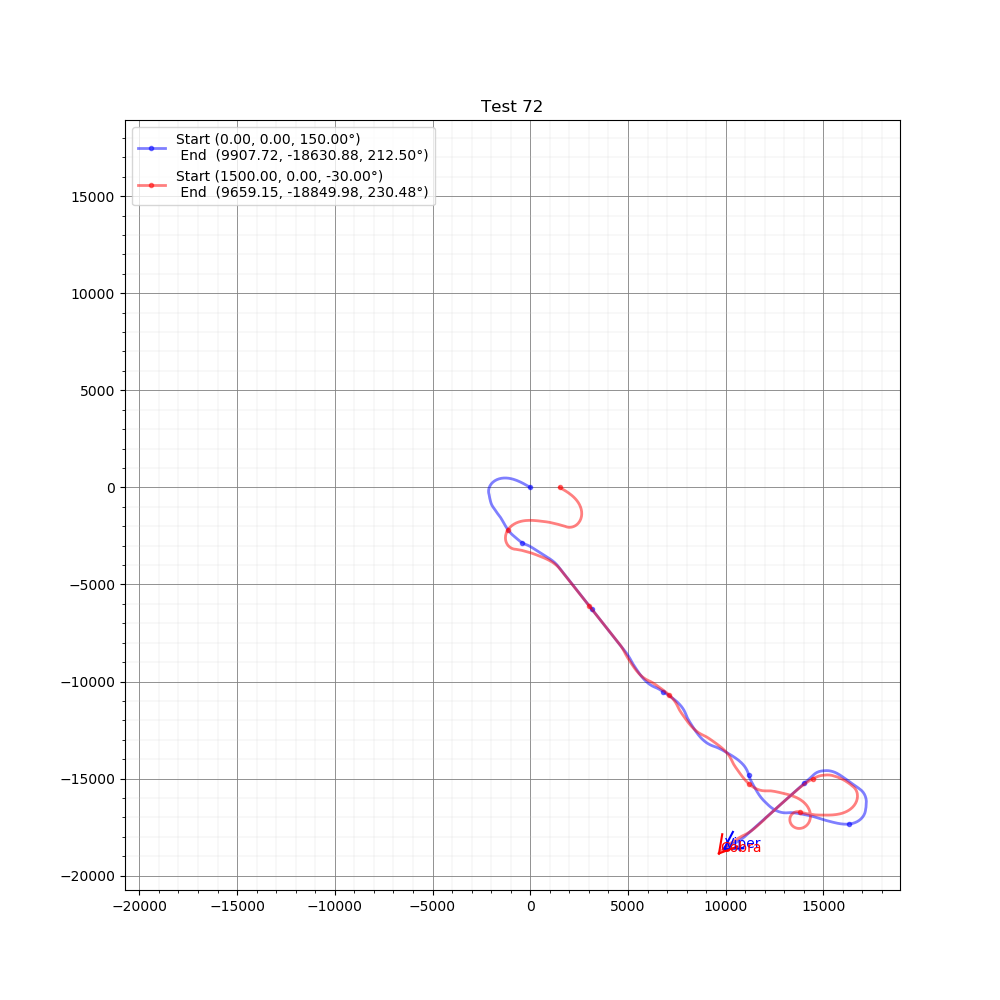 Test 72
Start (0.00, 0.00, 150.00°)
End (9907.72, -18630.88, 212.50°)
Start (1500.00, 0.00, -30.00°)
End (9659.15, -18849.98, 230.48°)
15000
10000
5000
0
−5000
−10000
−15000
−20000
Viper
Cobra
−20000 −15000 −10000 −5000 0 5000 10000 15000